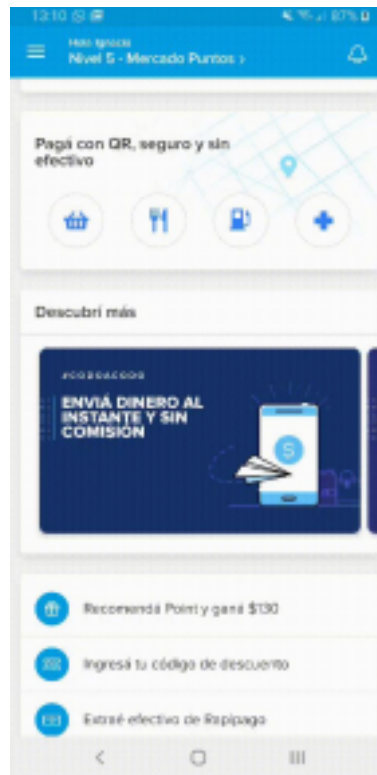 13:10
87%
Hola Ignacio
Nivel 5 - Mercado Puntos >
Pagá con QR, seguro y sin
efectivo
Descubrí más
#CODOACODO
ENVIÁ DINERO AL
INSTANTE Y SIN
COMISIÓN
Recomendá Point y ganá $130
Ingresá tu código de descuento
Extraé efectivo de Rapipago